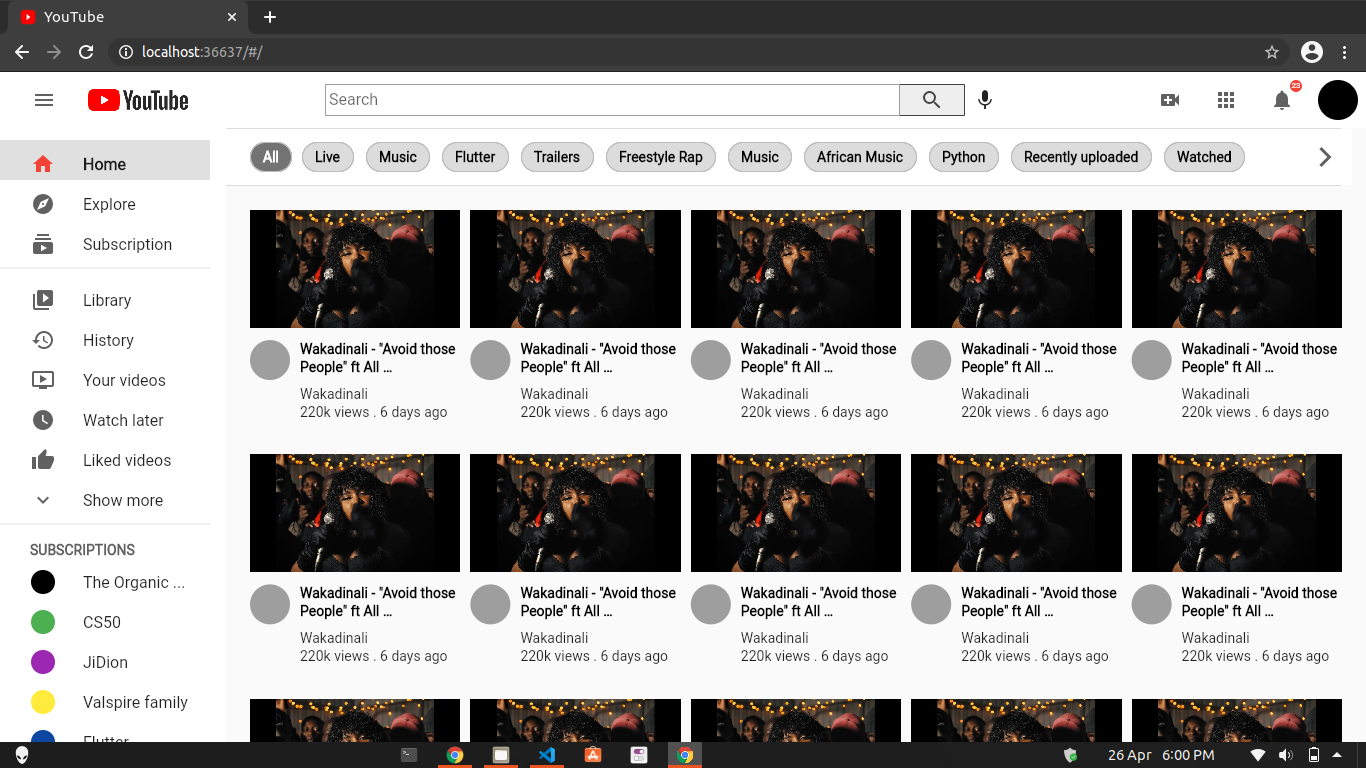 YouTube
localhost:36637/#/
YouTube
Search
23
Home
Explore
Subscription
Library
History
Your videos
Watch later
Liked videos
Show more
SUBSCRIPTIONS
The Organic ...
CS50
JiDion
Valspire family
Flutter
All Live Music Flutter Trailers Freestyle Rap Music African Music Python Recently uploaded Watched
Wakadinali - "Avoid those Wakadinali - "Avoid those Wakadinali - "Avoid those Wakadinali - "Avoid those Wakadinali - "Avoid those
People" ft All ... People" ft All ... People" ft All ... People" ft All ... People" ft All ...
Wakadinali Wakadinali Wakadinali Wakadinali Wakadinali
220k views . 6 days ago 220k views . 6 days ago 220k views . 6 days ago 220k views . 6 days ago 220k views . 6 days ago
Wakadinali - "Avoid those Wakadinali - "Avoid those Wakadinali - "Avoid those Wakadinali - "Avoid those Wakadinali - "Avoid those
People" ft All ... People" ft All ... People" ft All ... People" ft All ... People" ft All ...
Wakadinali Wakadinali Wakadinali Wakadinali Wakadinali
220k views . 6 days ago 220k views . 6 days ago 220k views . 6 days ago 220k views . 6 days ago 220k views . 6 days ago
26 Apr 6:00 PM